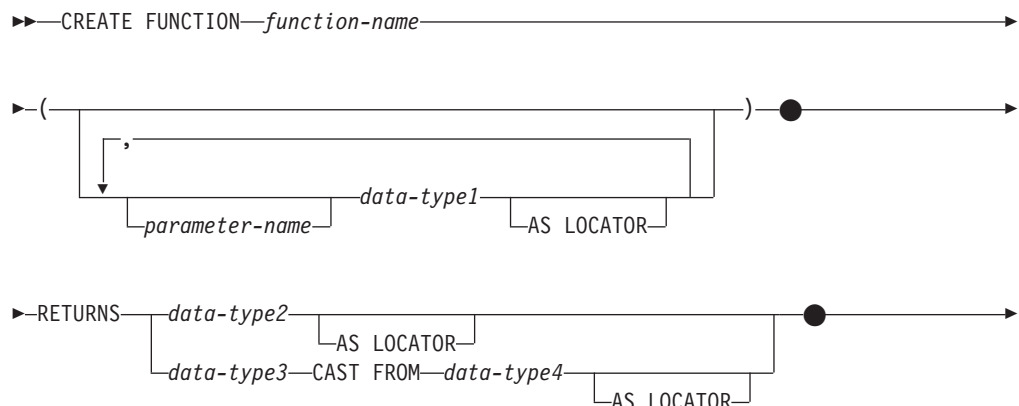 CREATE FUNCTION function-name
( )
,
parameter-name data-type1 AS LOCATOR
RETURNS data-type2 AS LOCATOR
data-type3 CAST FROM data-type4 AS LOCATOR